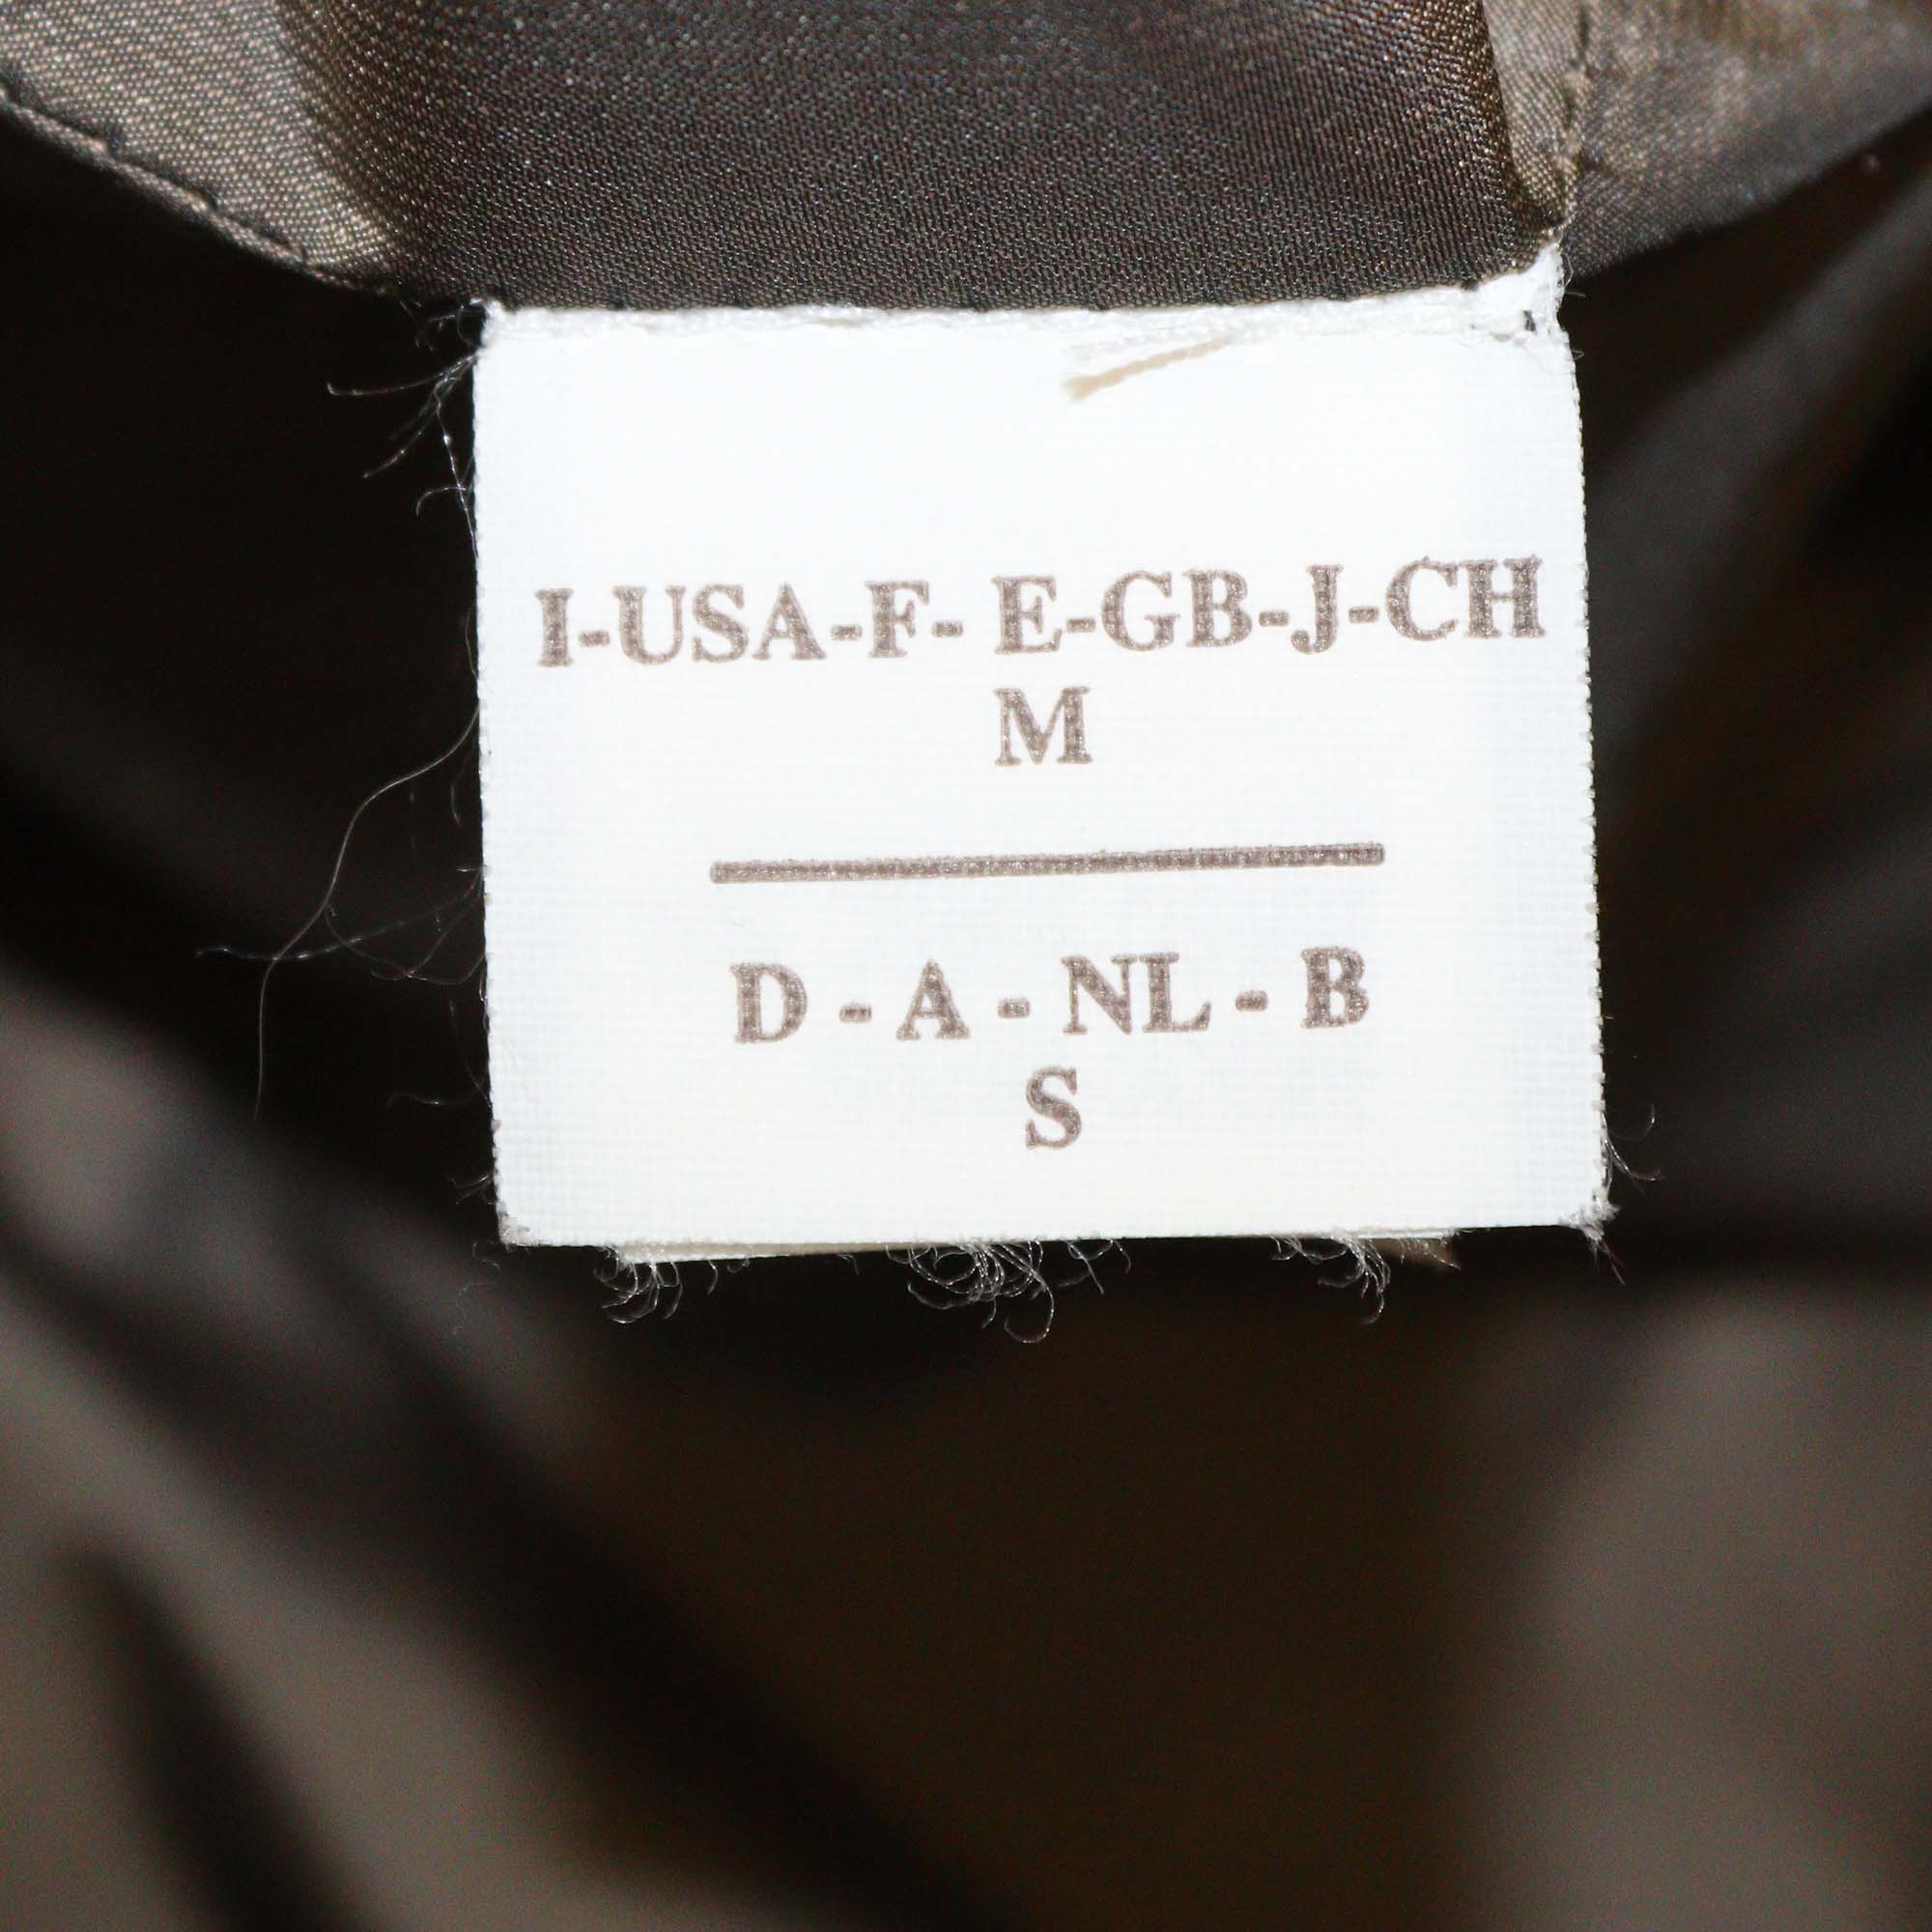 I-USA-F- E-GB-J-CH
M
D - A - NL - B
S